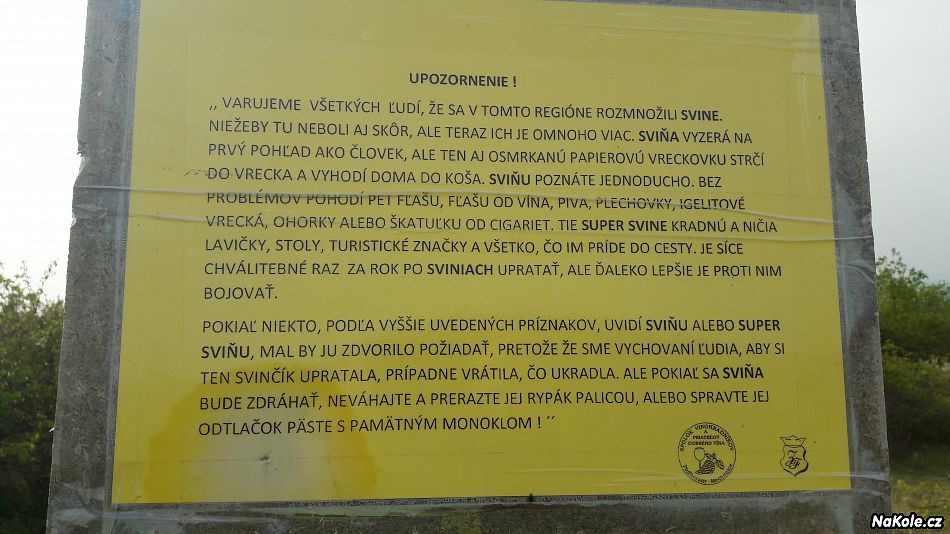 UPOZORNENIE !
,, VARUJEME VŠETKÝCH ĽUDÍ, ŽE SA V TOMTO REGIÓNE ROZMNOŽILI SVINE.
NIEŽEBY TU NEBOLI AJ SKÔR, ALE TERAZ ICH JE OMNOHO VIAC. SVIŇA VYZERÁ NA
PRVÝ POHĽAD AKO ČLOVEK, ALE TEN AJ OSMRKANÚ PAPIEROVÚ VRECKOVKU STRČÍ
DO VRECKA A VYHODÍ DOMA DO KOŠA. SVIŇU POZNÁTE JEDNODUCHO. BEZ
PROBLÉMOV POHODÍ PET FĽAŠU, FĽAŠU OD VÍNA, PIVA, PLECHOVKY, IGELITOVÉ
VRECKÁ, OHORKY ALEBO ŠKATUĽKU OD CIGARIET. TIE SUPER SVINE KRADNÚ A NIČIA
LAVIČKY, STOLY, TURISTICKÉ ZNAČKY A VŠETKO, ČO IM PRÍDE DO CESTY. JE SÍCE
CHVÁLITEBNÉ RAZ ZA ROK PO SVINIACH UPRATAŤ, ALE ĎALEKO LEPŠIE JE PROTI NIM
BOJOVAŤ.
POKIAĽ NIEKTO, PODĽA VYŠŠIE UVEDENÝCH PRÍZNAKOV, UVIDÍ SVIŇU ALEBO SUPER
SVIŇU, MAL BY JU ZDVORILO POŽIADAŤ, PRETOŽE ŽE SME VYCHOVANÍ ĽUDIA, ABY SI
TEN SVINČÍK UPRATALA, PRÍPADNE VRÁTILA, ČO UKRADLA. ALE POKIAĽ SA SVIŇA
BUDE ZDRÁHAŤ, NEVÁHAJTE A PRERAZTE JEJ RYPÁK PALICOU, ALEBO SPRAVTE JEJ
ODTLAČOK PÄSTE S PAMÄTNÝM MONOKLOM ! ´´
SPOLOK VINOHRADNÍKOV
A
PRIATEĽOV
DOBRÉHO VÍNA
NaKole.cz